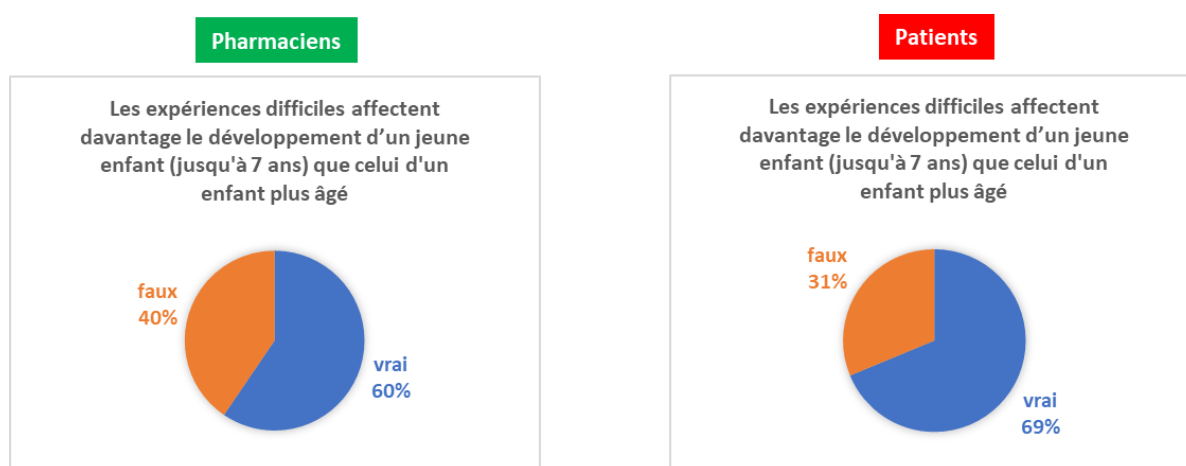 Pharmaciens
Les expériences difficiles affectent
davantage le développement d’un jeune
enfant (jusqu'à 7 ans) que celui d'un
enfant plus âgé
faux
40%
vrai
60%
Patients
Les expériences difficiles affectent
davantage le développement d’un jeune
enfant (jusqu'à 7 ans) que celui d'un
enfant plus âgé
faux
31%
vrai
69%